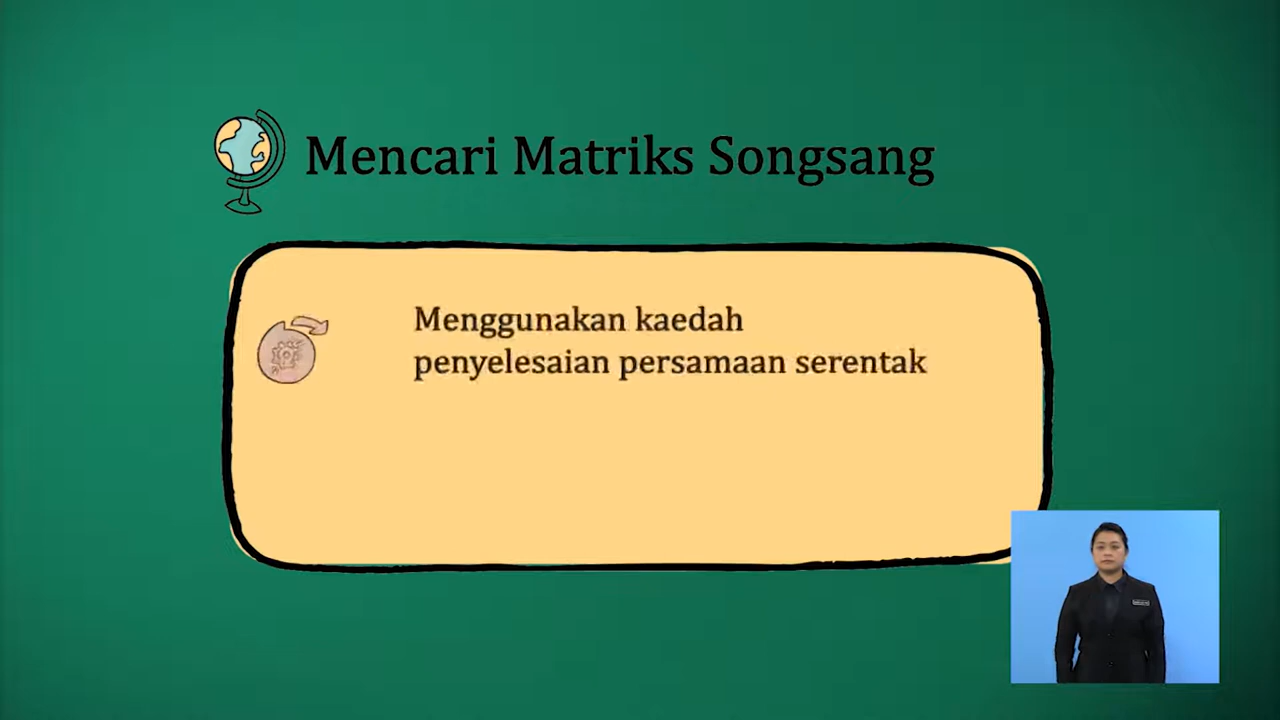 Mencari Matriks Songsang
Menggunakan kaedah
penyelesaian persamaan serentak